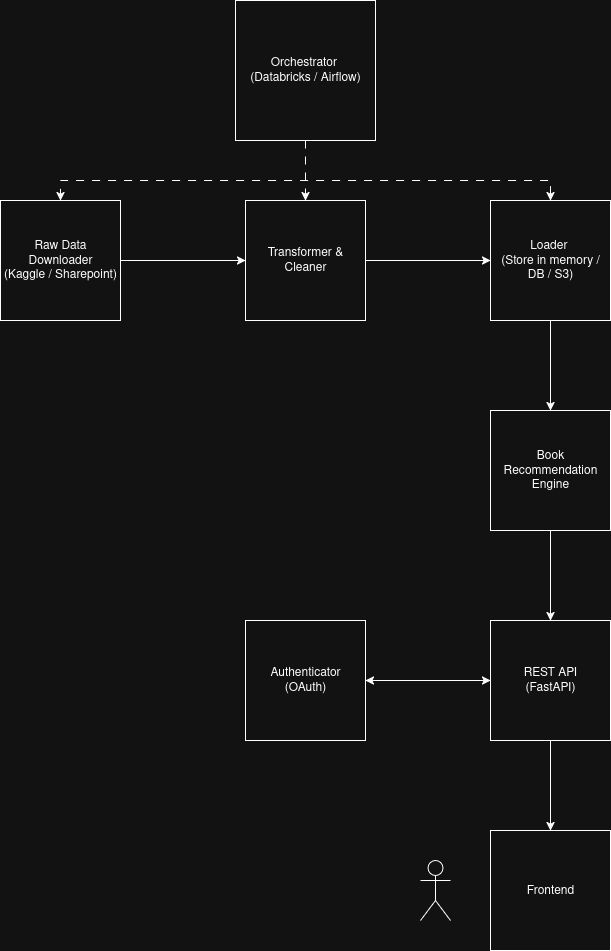 Orchestrator
(Databricks / Airflow)
Raw Data
Downloader
(Kaggle / Sharepoint)
Transformer &
Cleaner
Loader
(Store in memory /
DB / S3)
Book
Recommendation
Engine
Authenticator
(OAuth)
REST API
(FastAPI)
Frontend